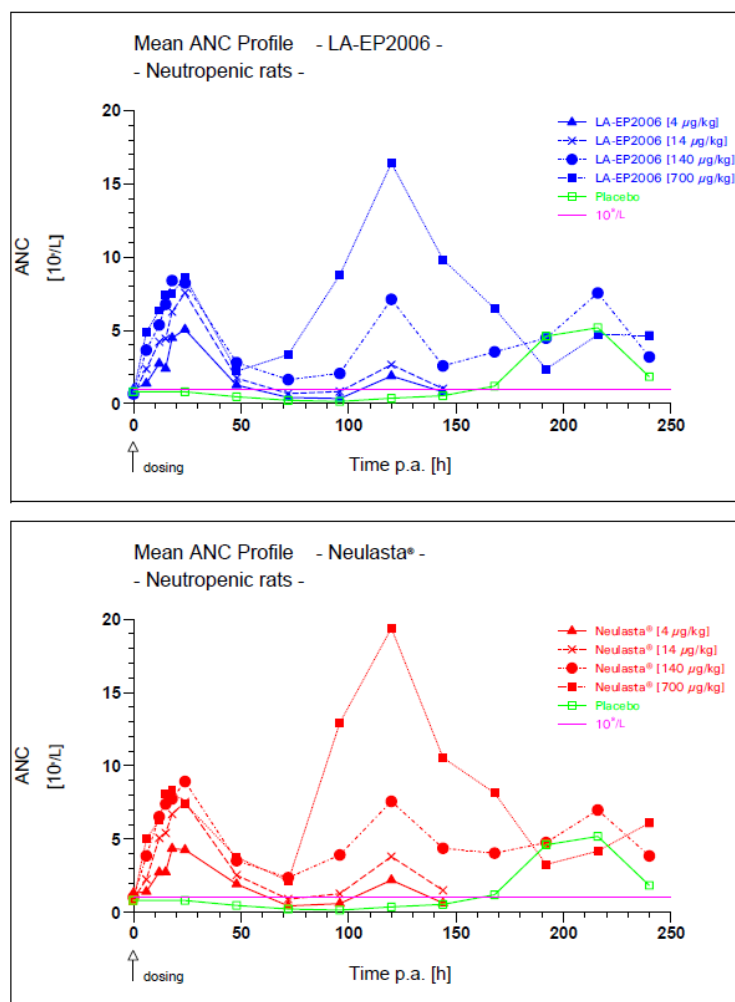 Mean ANC Profile - LA-EP2006 -
- Neutropenic rats -
20
15
10
5
0
ANC
[10⁹/L]
LA-EP2006 [4 µg/kg]
LA-EP2006 [14 µg/kg]
LA-EP2006 [140 µg/kg]
LA-EP2006 [700 µg/kg]
Placebo
10⁹/L
0 50 100 150 200 250
dosing
Time p.a. [h]
Mean ANC Profile - Neulasta® -
- Neutropenic rats -
20
15
10
5
0
ANC
[10⁹/L]
Neulasta® [4 µg/kg]
Neulasta® [14 µg/kg]
Neulasta® [140 µg/kg]
Neulasta® [700 µg/kg]
Placebo
10⁹/L
0 50 100 150 200 250
dosing
Time p.a. [h]